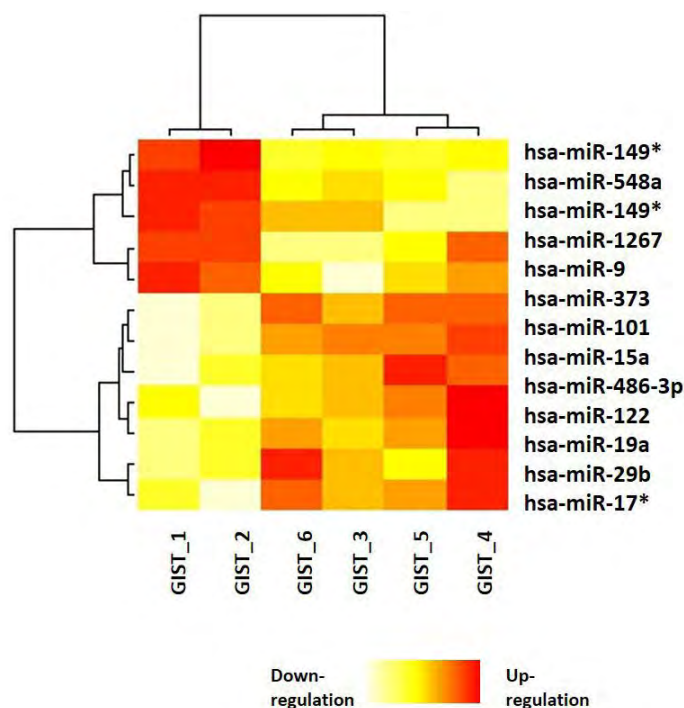 hsa-miR-149*
hsa-miR-548a
hsa-miR-149*
hsa-miR-1267
hsa-miR-9
hsa-miR-373
hsa-miR-101
hsa-miR-15a
hsa-miR-486-3p
hsa-miR-122
hsa-miR-19a
hsa-miR-29b
hsa-miR-17*
GIST_1
GIST_2
GIST_6
GIST_3
GIST_5
GIST_4
Down-
regulation
Up-
regulation